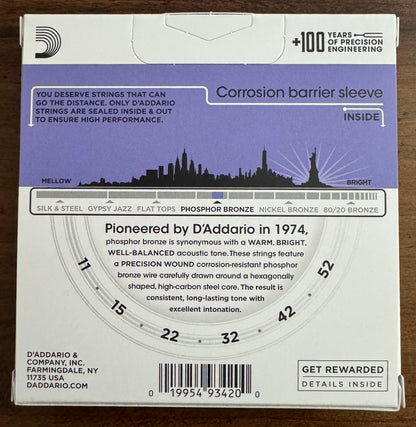 +100 YEARS OF PRECISION ENGINEERING
YOU DESERVE STRINGS THAT CAN
GO THE DISTANCE. ONLY D'ADDARIO
STRINGS ARE SEALED INSIDE & OUT
TO ENSURE HIGH PERFORMANCE.
Corrosion barrier sleeve
INSIDE
MELLOW
BRIGHT
SILK & STEEL GYPSY JAZZ FLAT TOPS PHOSPHOR BRONZE NICKEL BRONZE 80/20 BRONZE
Pioneered by D'Addario in 1974,
phosphor bronze is synonymous with a WARM, BRIGHT,
WELL-BALANCED acoustic tone.These strings feature
a PRECISION WOUND corrosion-resistant phosphor
bronze wire carefully drawn around a hexagonally
shaped, high-carbon steel core. The result is
consistent, long-lasting tone with
excellent intonation.
11 • 15 • 22 • 32 • 42 • 52
D'ADDARIO &
COMPANY, INC.
FARMINGDALE, NY
11735 USA
DADDARIO.COM
0 19954 93420 0
GET REWARDED
DETAILS INSIDE